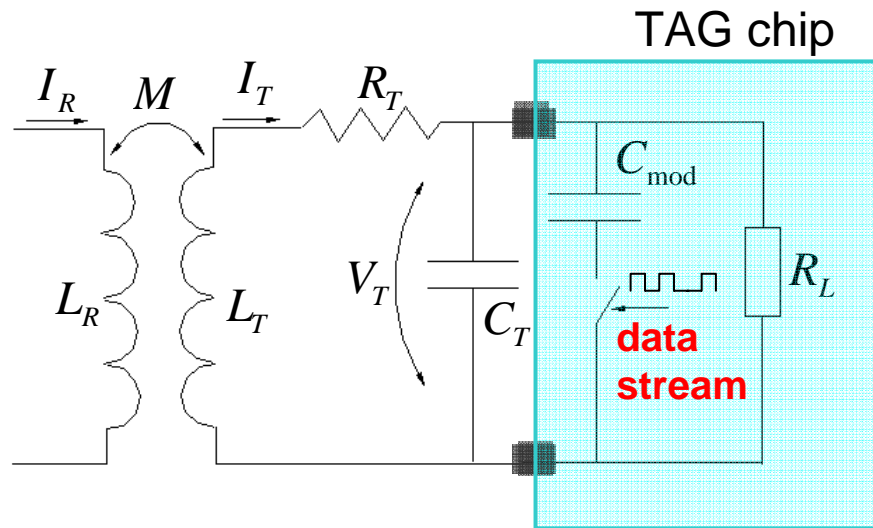 TAG chip
I_R
M
I_T
R_T
C_mod
V_T
L_R
L_T
C_T
R_L
data
stream